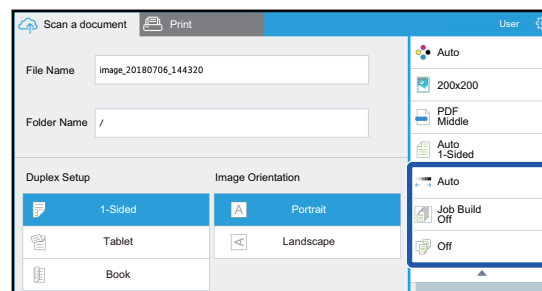 Scan a document
Print
User
File Name
image_20180706_144320
Folder Name
/
Duplex Setup
1-Sided
Tablet
Book
Image Orientation
A
Portrait
A
Landscape
Auto
200x200
PDF
Middle
Auto
1-Sided
Auto
Job Build
Off
Off